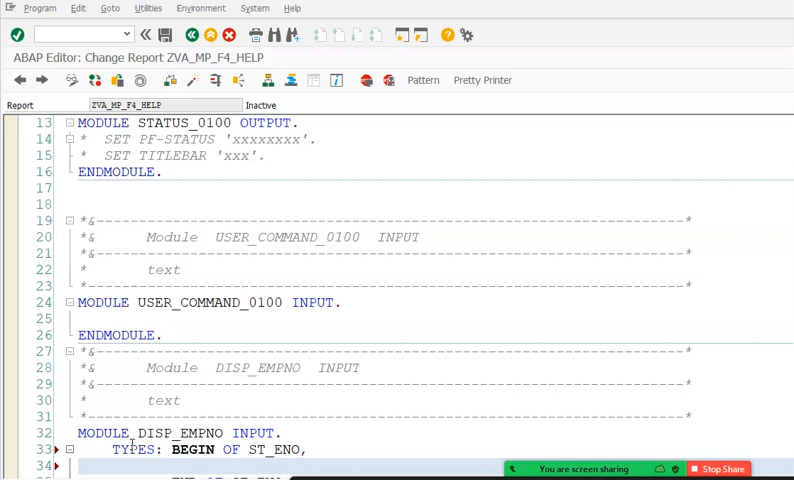 Program Edit Goto Utilities Environment System Help
ABAP Editor: Change Report ZVA_MP_F4_HELP
Pattern Pretty Printer
Report ZVA_MP_F4_HELP Inactive
13 MODULE STATUS_0100 OUTPUT.
14 *  SET PF-STATUS 'xxxxxxxx'.
15 *  SET TITLEBAR 'xxx'.
16 ENDMODULE.
17
18
19 *&---------------------------------------------------------------------*
20 *&      Module  USER_COMMAND_0100  INPUT
21 *&---------------------------------------------------------------------*
22 *       text
23 *----------------------------------------------------------------------*
24 MODULE USER_COMMAND_0100 INPUT.
25
26 ENDMODULE.
27 *&---------------------------------------------------------------------*
28 *&      Module  DISP_EMPNO  INPUT
29 *&---------------------------------------------------------------------*
30 *       text
31 *----------------------------------------------------------------------*
32 MODULE DISP_EMPNO INPUT.
33     TYPES: BEGIN OF ST_ENO,
34
You are screen sharing Stop Share